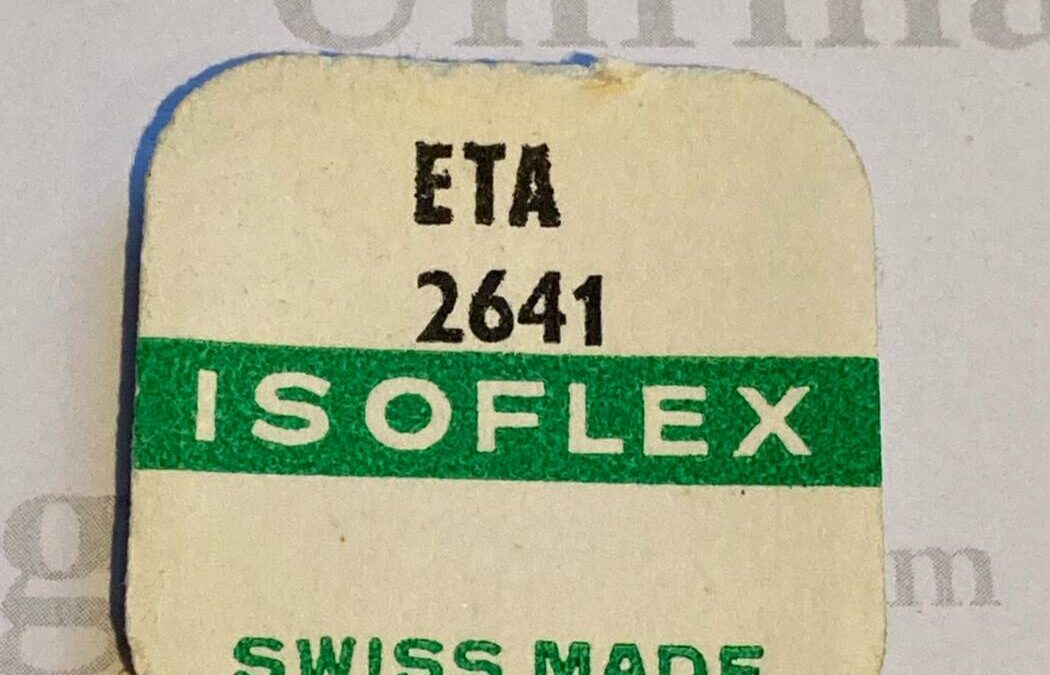 ETA
2641
ISOFLEX
SWISS MADE